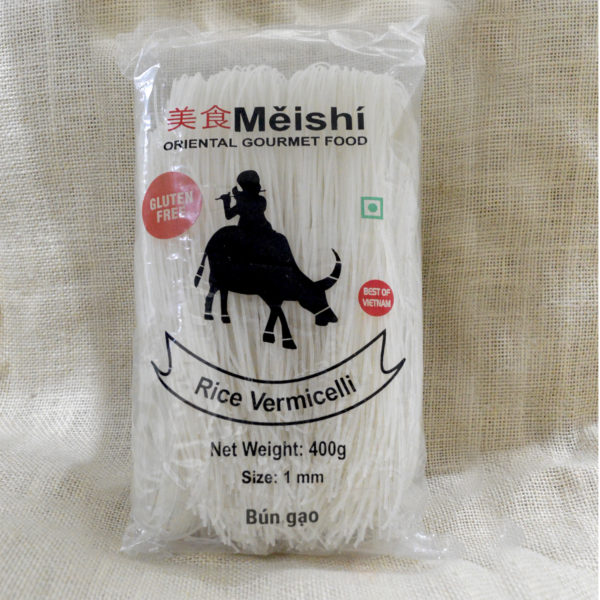 美食Měishí
ORIENTAL GOURMET FOOD
GLUTEN
FREE
BEST OF
VIETNAM
Rice Vermicelli
Net Weight: 400g
Size: 1 mm
Bún gạo